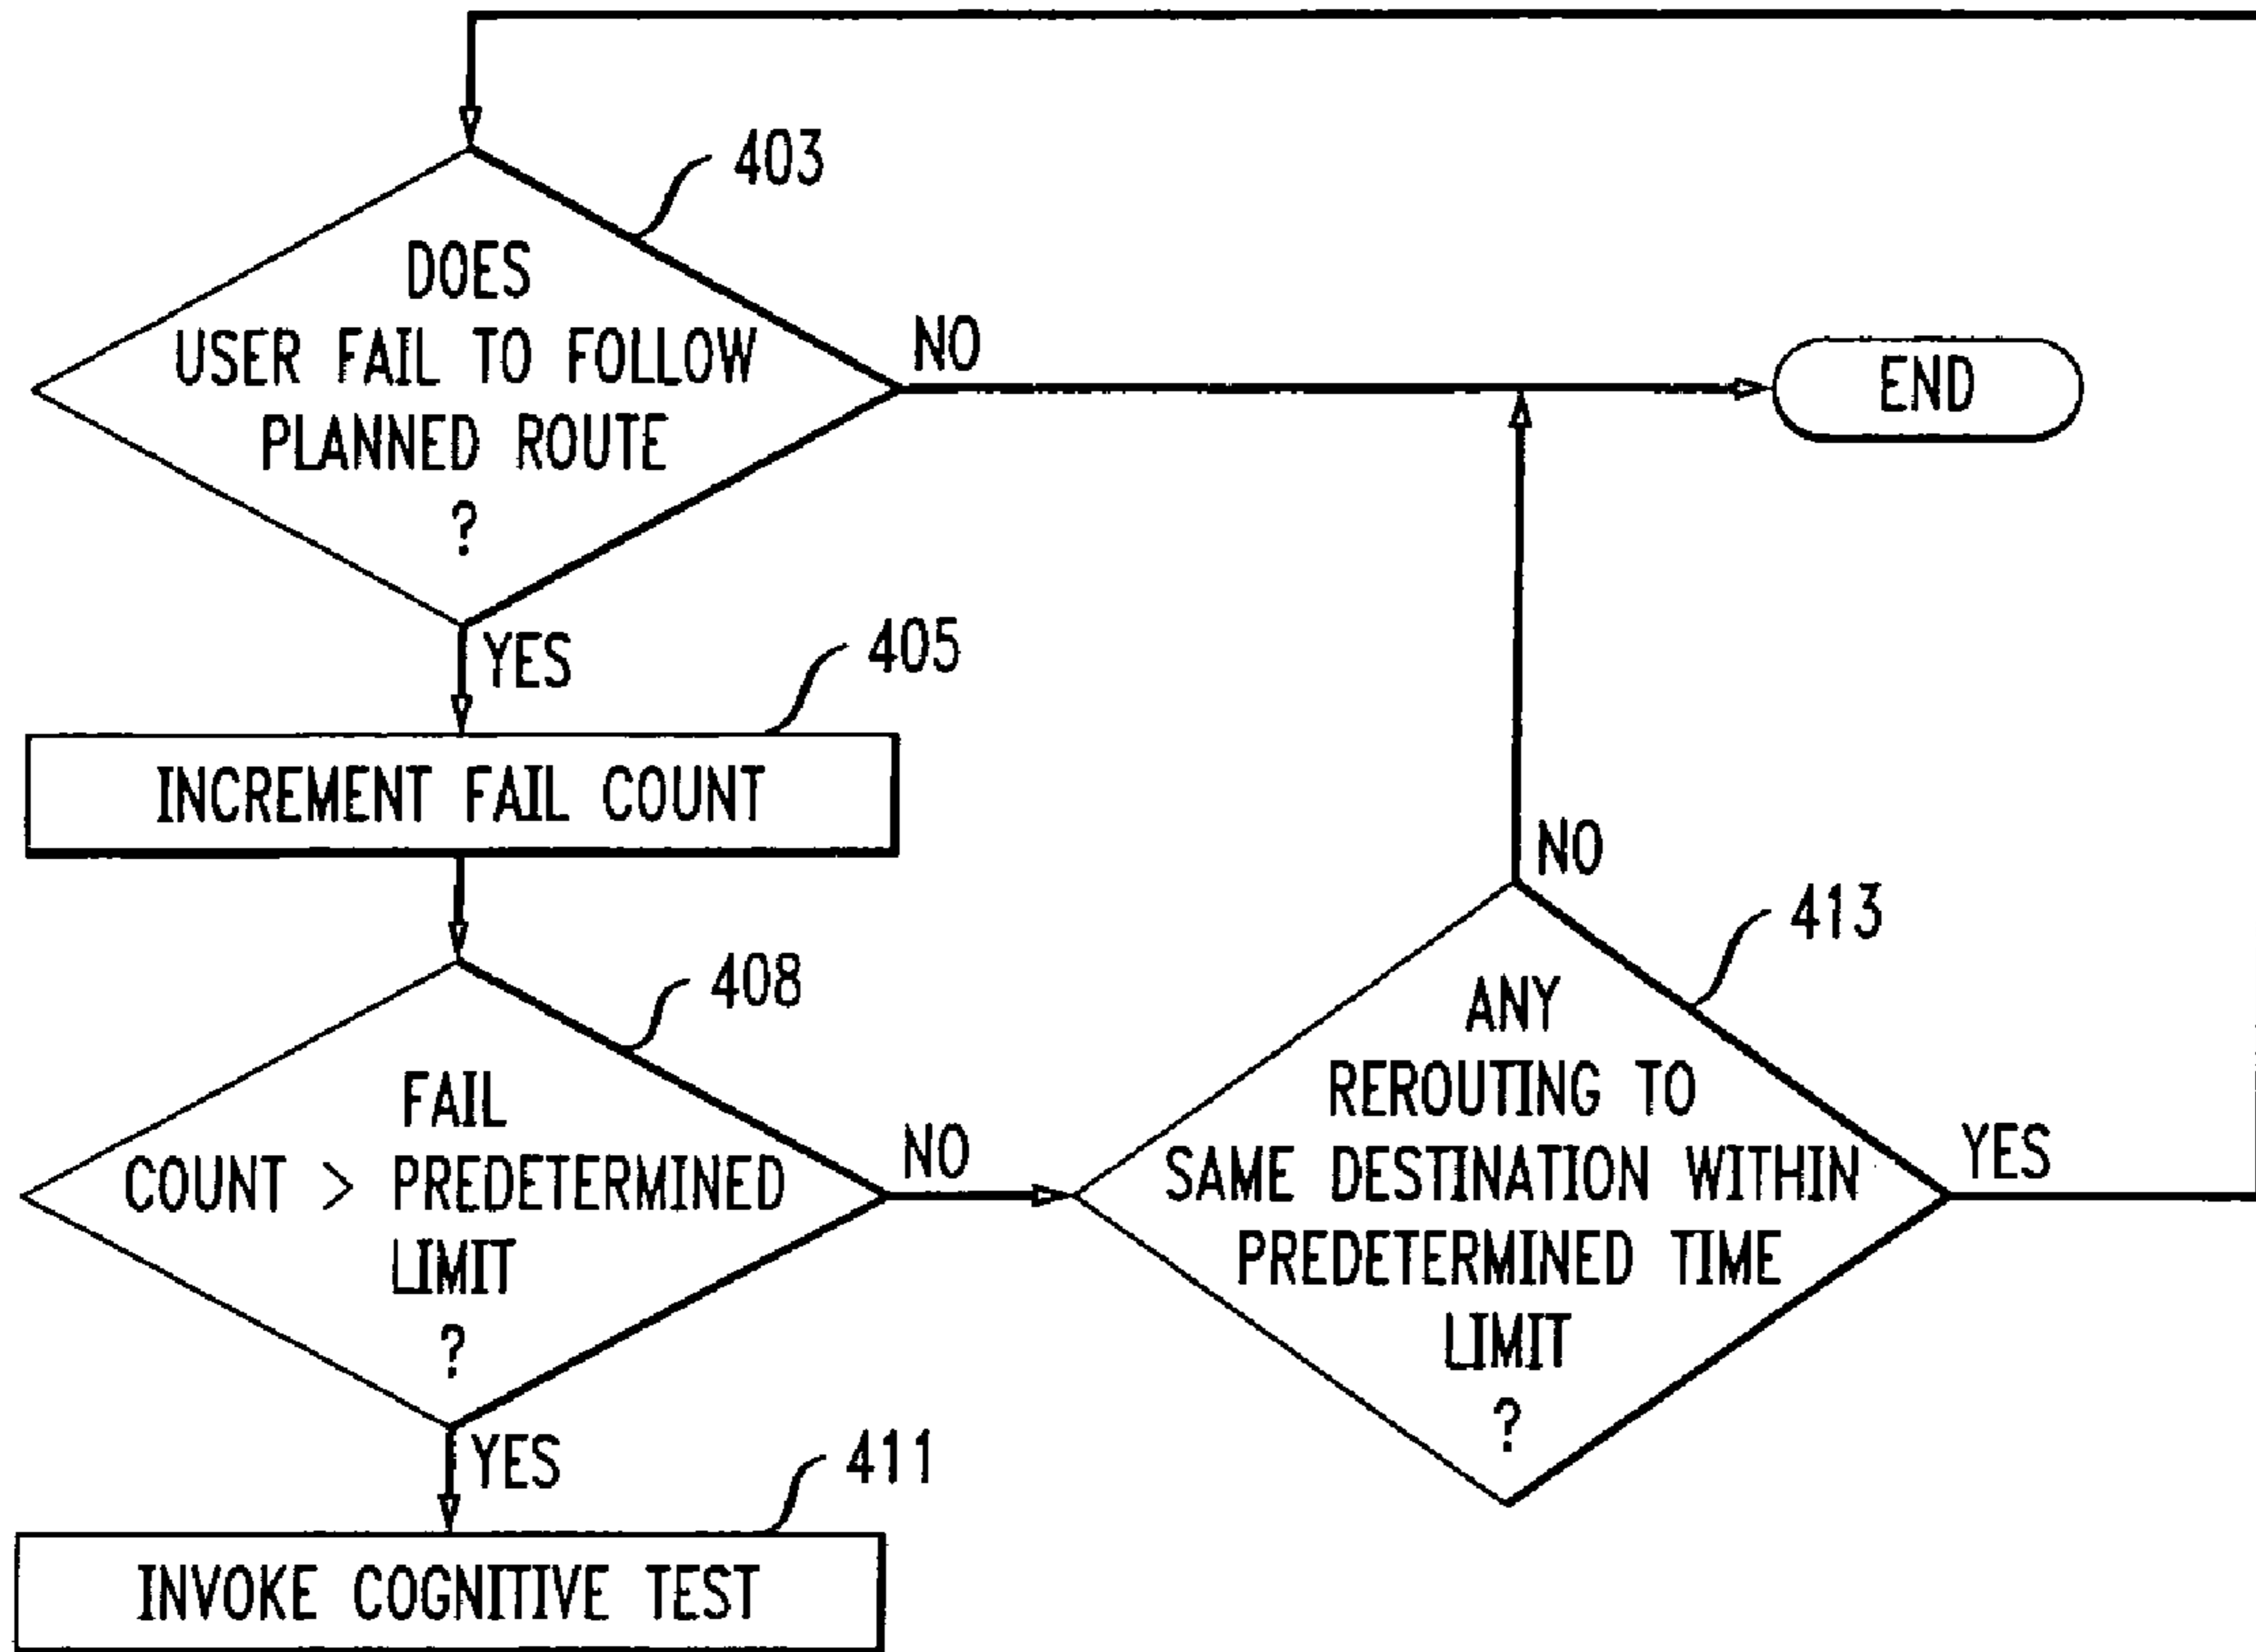 403
DOES
USER FAIL TO FOLLOW
PLANNED ROUTE
?
NO
END
YES
405
INCREMENT FAIL COUNT
408
FAIL
COUNT > PREDETERMINED
LIMIT
?
NO
YES
411
INVOKE COGNITIVE TEST
NO
413
ANY
REROUTING TO
SAME DESTINATION WITHIN
PREDETERMINED TIME
LIMIT
?
YES